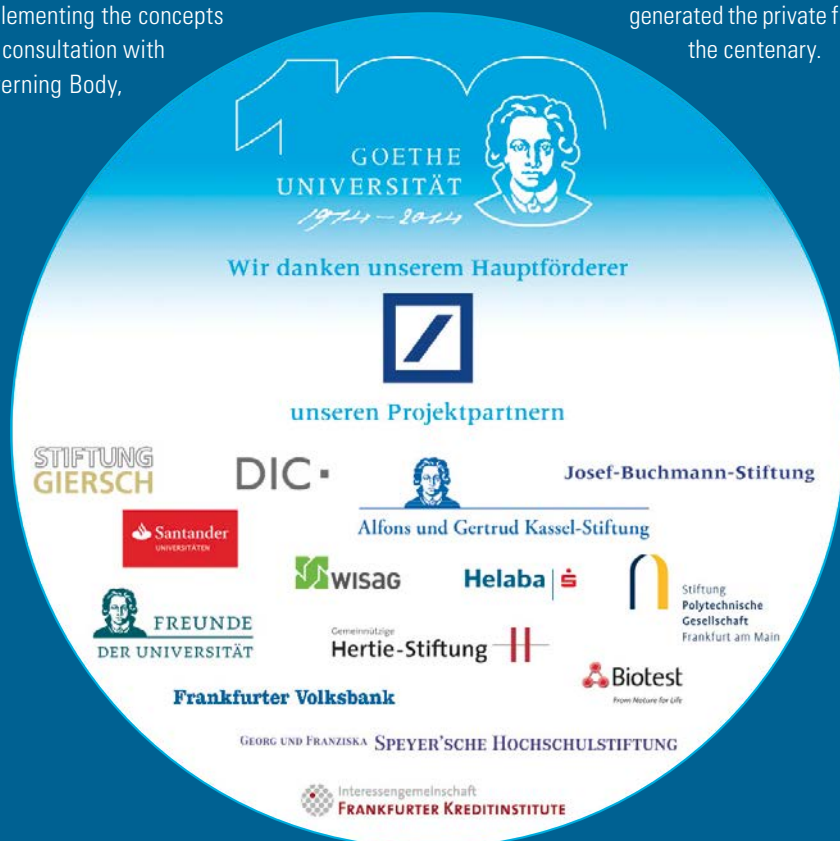 lementing the concepts
consultation with
erning Body,
generated the private f
the centenary.
100
GOETHE
UNIVERSITÄT
1914–2014
Wir danken unserem Hauptförderer
unseren Projektpartnern
STIFTUNG
GIERSCH
DIC
Josef-Buchmann-Stiftung
Santander
UNIVERSITÄTEN
Alfons und Gertrud Kassel-Stiftung
WISAG
Helaba
Stiftung
Polytechnische
Gesellschaft
Frankfurt am Main
FREUNDE
DER UNIVERSITÄT
Gemeinnützige
Hertie-Stiftung
Biotest
From Nature for Life
Frankfurter Volksbank
GEORG UND FRANZISKA SPEYER'SCHE HOCHSCHULSTIFTUNG
Interessengemeinschaft
FRANKFURTER KREDITINSTITUTE